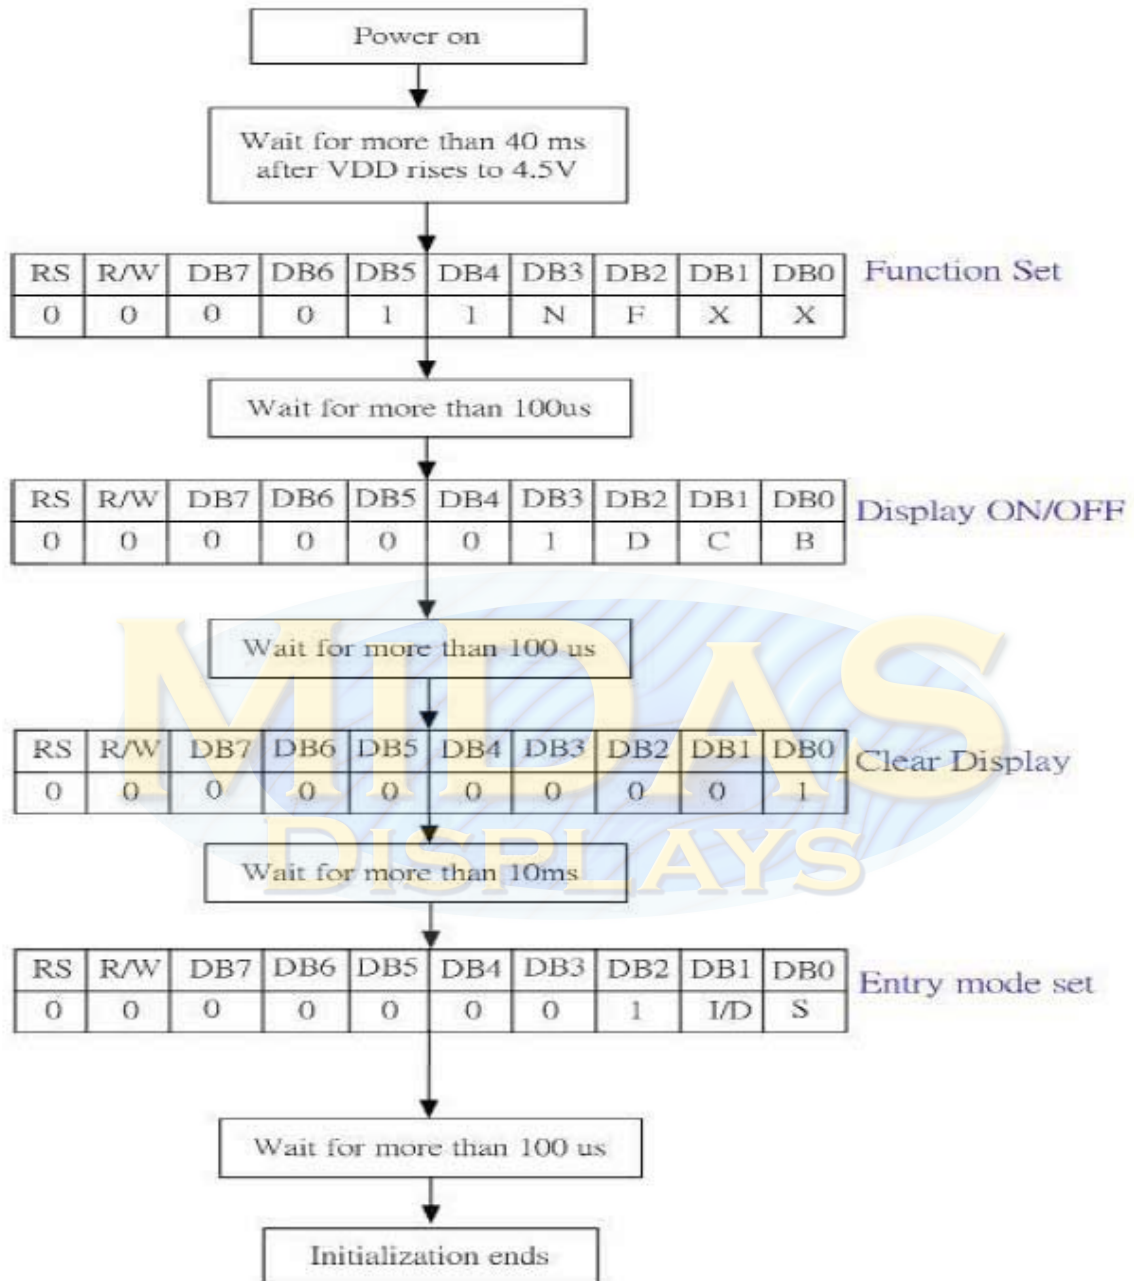 Power on
Wait for more than 40 ms
after VDD rises to 4.5V
RS R/W DB7 DB6 DB5 DB4 DB3 DB2 DB1 DB0 Function Set
0 0 0 0 1 1 N F X X
Wait for more than 100us
RS R/W DB7 DB6 DB5 DB4 DB3 DB2 DB1 DB0 Display ON/OFF
0 0 0 0 0 0 1 D C B
Wait for more than 100 us
MIDAS
RS R/W DB7 DB6 DB5 DB4 DB3 DB2 DB1 DB0 Clear Display
0 0 0 0 0 0 0 0 0 1
DISPLAYS
Wait for more than 10ms
RS R/W DB7 DB6 DB5 DB4 DB3 DB2 DB1 DB0 Entry mode set
0 0 0 0 0 0 0 1 I/D S
Wait for more than 100 us
Initialization ends